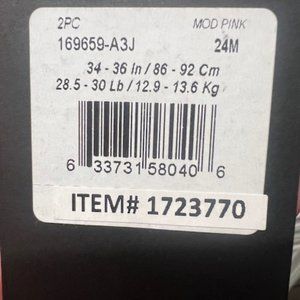 2PC MOD PINK
169659-A3J 24M
34 - 36 In / 86 - 92 Cm
28.5 - 30 Lb / 12.9 - 13.6 Kg
6 33731 58040 6
ITEM# 1723770